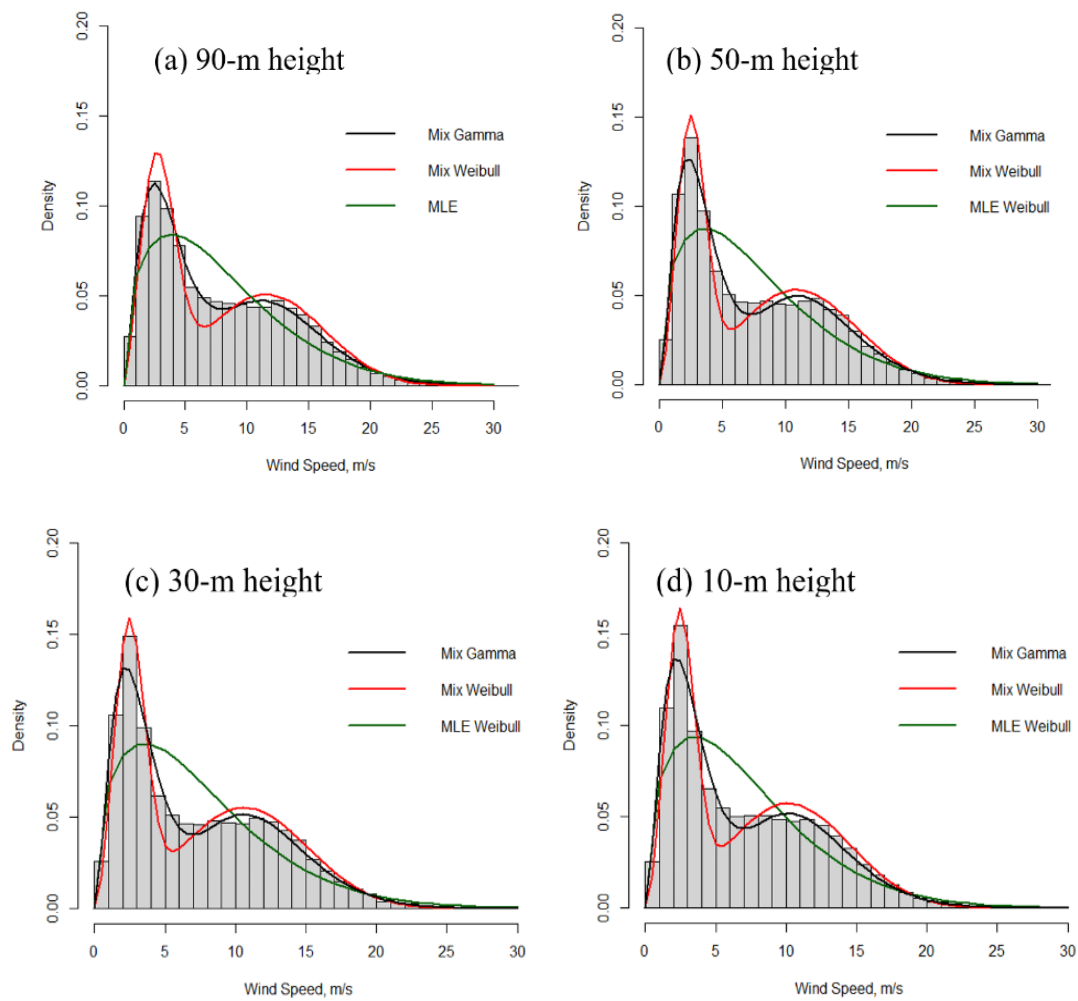 (a) 90-m height
0.20
0.15
0.10
0.05
0.00
Density
Mix Gamma
Mix Weibull
MLE
0 5 10 15 20 25 30
Wind Speed, m/s
(b) 50-m height
0.20
0.15
0.10
0.05
0.00
Density
Mix Gamma
Mix Weibull
MLE Weibull
0 5 10 15 20 25 30
Wind Speed, m/s
(c) 30-m height
0.20
0.15
0.10
0.05
0.00
Density
Mix Gamma
Mix Weibull
MLE Weibull
0 5 10 15 20 25 30
Wind Speed, m/s
(d) 10-m height
0.20
0.15
0.10
0.05
0.00
Density
Mix Gamma
Mix Weibull
MLE Weibull
0 5 10 15 20 25 30
Wind Speed, m/s